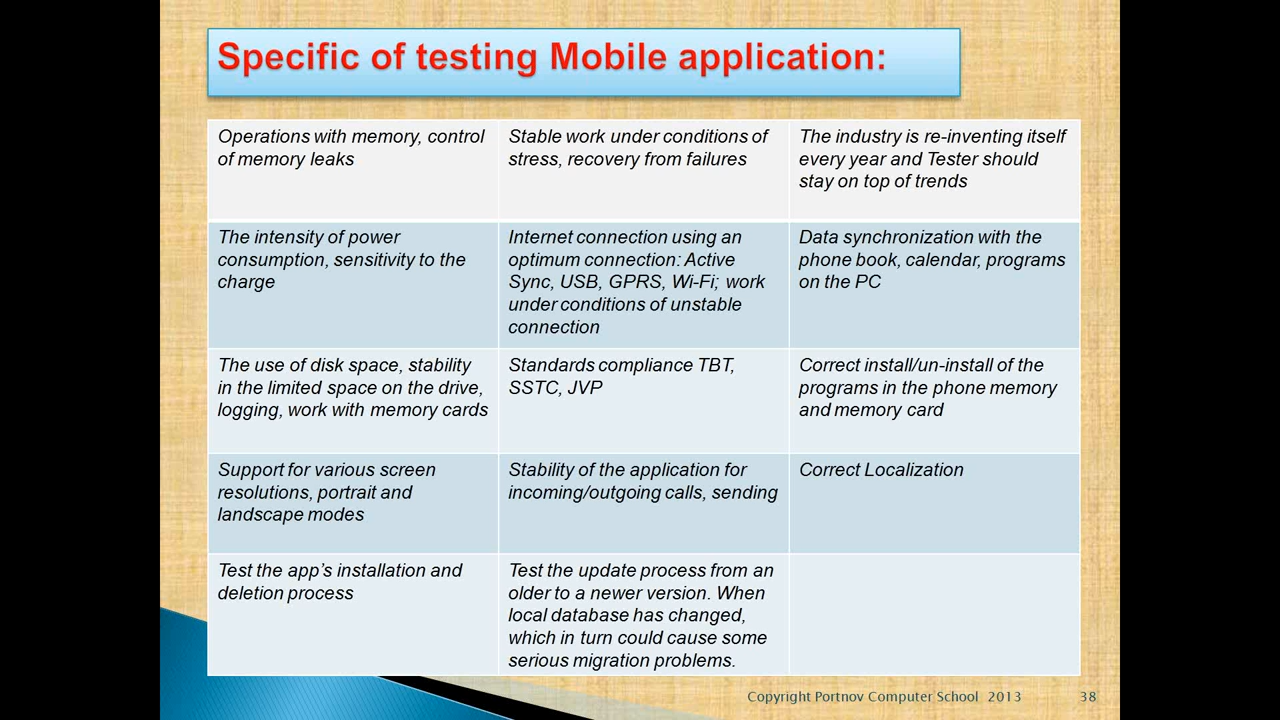 Specific of testing Mobile application:
Operations with memory, control
of memory leaks
Stable work under conditions of
stress, recovery from failures
The industry is re-inventing itself
every year and Tester should
stay on top of trends
The intensity of power
consumption, sensitivity to the
charge
Internet connection using an
optimum connection: Active
Sync, USB, GPRS, Wi-Fi; work
under conditions of unstable
connection
Data synchronization with the
phone book, calendar, programs
on the PC
The use of disk space, stability
in the limited space on the drive,
logging, work with memory cards
Standards compliance TBT,
SSTC, JVP
Correct install/un-install of the
programs in the phone memory
and memory card
Support for various screen
resolutions, portrait and
landscape modes
Stability of the application for
incoming/outgoing calls, sending
Correct Localization
Test the app’s installation and
deletion process
Test the update process from an
older to a newer version. When
local database has changed,
which in turn could cause some
serious migration problems.
Copyright Portnov Computer School 2013 38